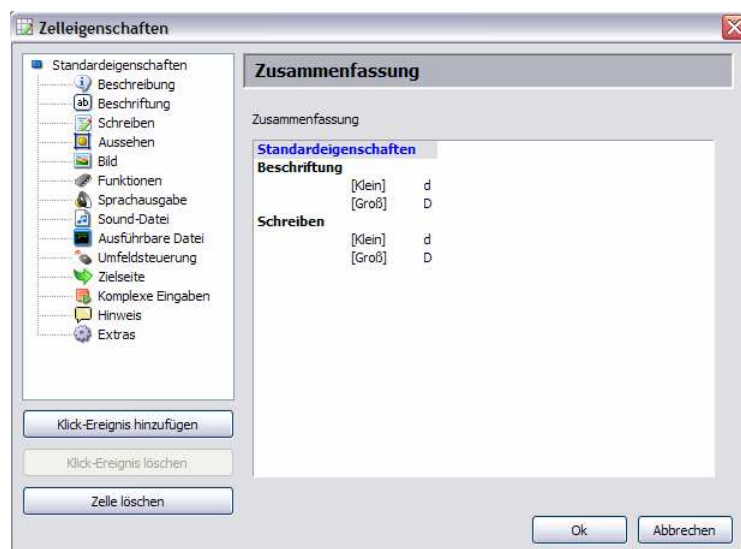 Zelleigenschaften
Standardeigenschaften
Beschreibung
ab Beschriftung
Schreiben
Aussehen
Bild
Funktionen
Sprachausgabe
Sound-Datei
Ausführbare Datei
Umfeldsteuerung
Zielseite
Komplexe Eingaben
Hinweis
Extras
Klick-Ereignis hinzufügen
Klick-Ereignis löschen
Zelle löschen
Zusammenfassung
Zusammenfassung
Standardeigenschaften
Beschriftung
[Klein] d
[Groß] D
Schreiben
[Klein] d
[Groß] D
Ok Abbrechen